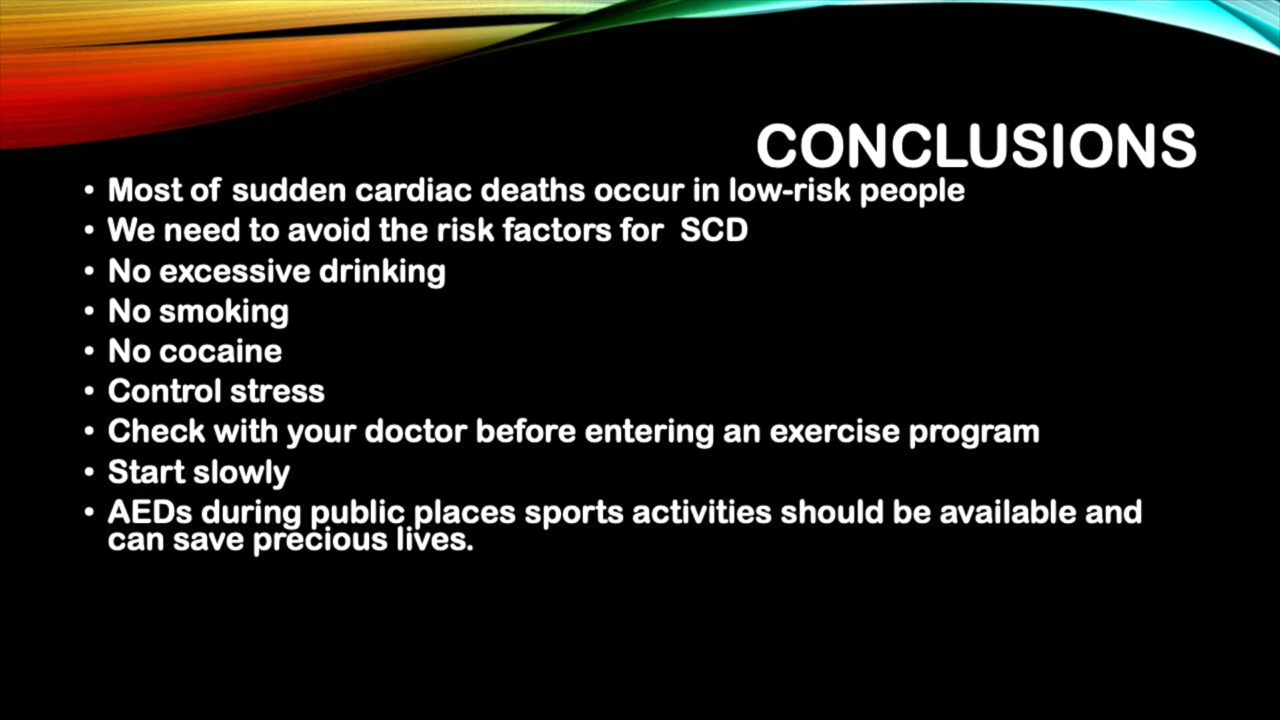 CONCLUSIONS
• Most of sudden cardiac deaths occur in low-risk people
• We need to avoid the risk factors for  SCD
• No excessive drinking
• No smoking
• No cocaine
• Control stress
• Check with your doctor before entering an exercise program
• Start slowly
• AEDs during public places sports activities should be available and
can save precious lives.